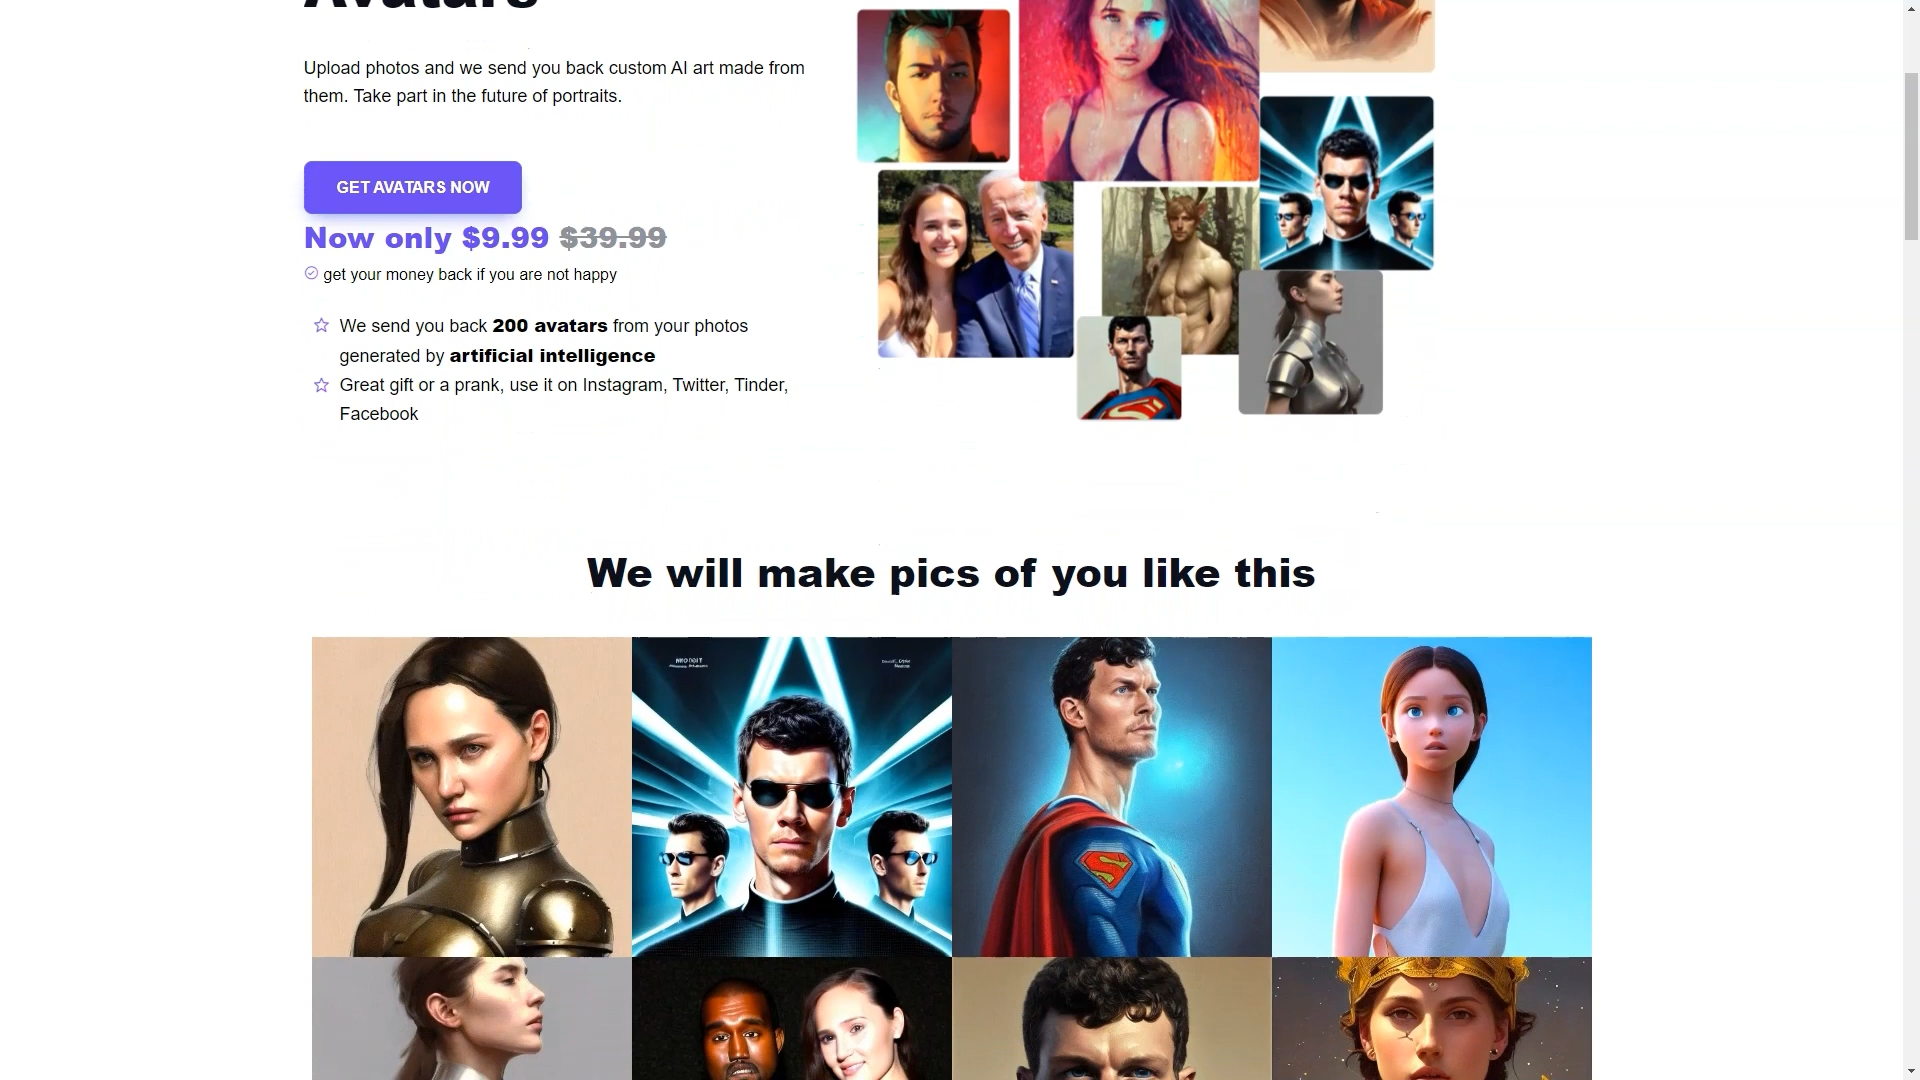 Avatars
Upload photos and we send you back custom AI art made from
them. Take part in the future of portraits.
GET AVATARS NOW
Now only $9.99 $39.99
get your money back if you are not happy
We send you back 200 avatars from your photos
generated by artificial intelligence
Great gift or a prank, use it on Instagram, Twitter, Tinder,
Facebook
We will make pics of you like this